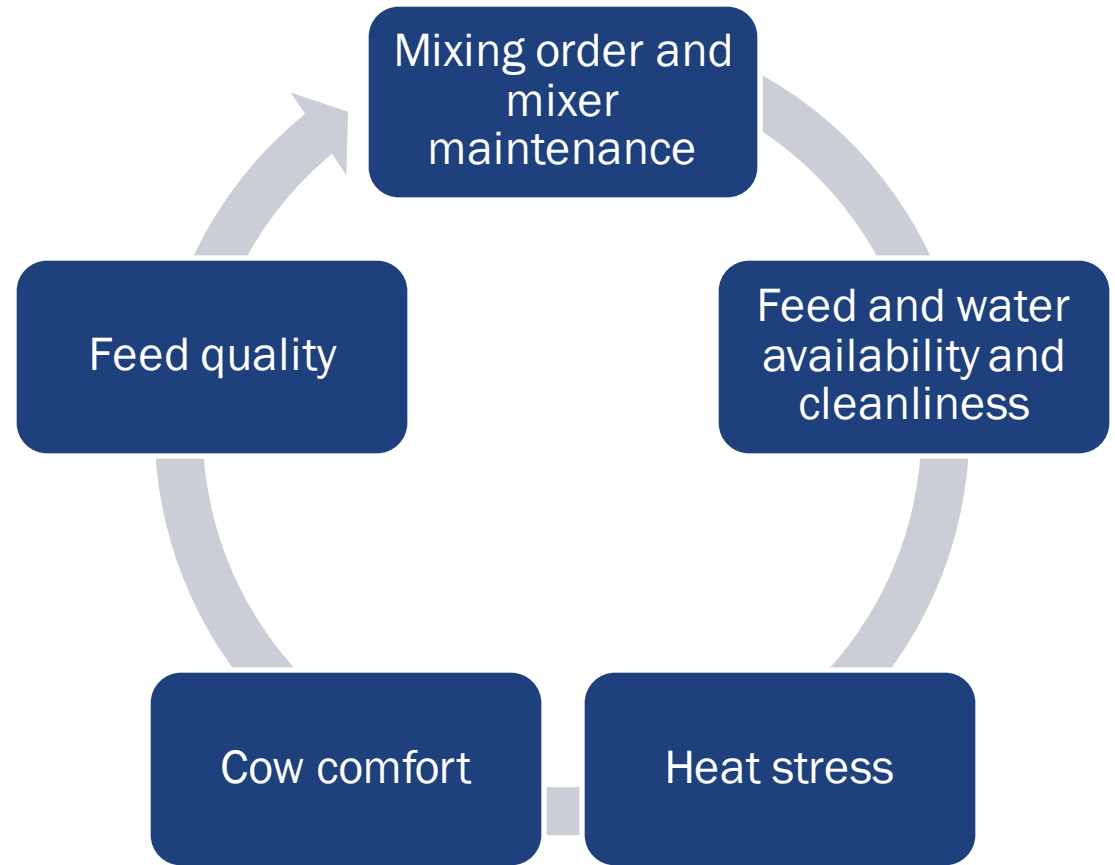 Mixing order and
mixer
maintenance
Feed and water
availability and
cleanliness
Heat stress
Cow comfort
Feed quality